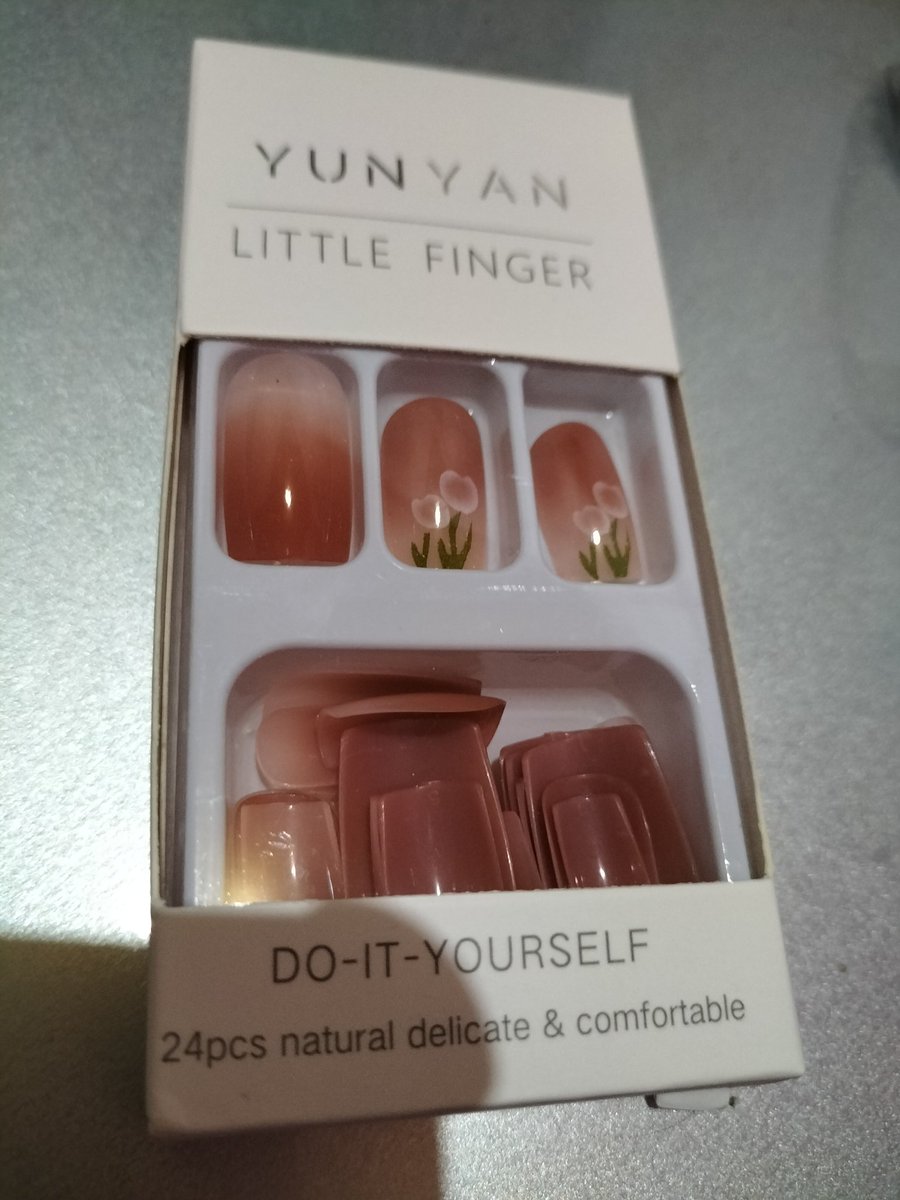 YUNYAN
LITTLE FINGER
DO-IT-YOURSELF
24pcs natural delicate & comfortable